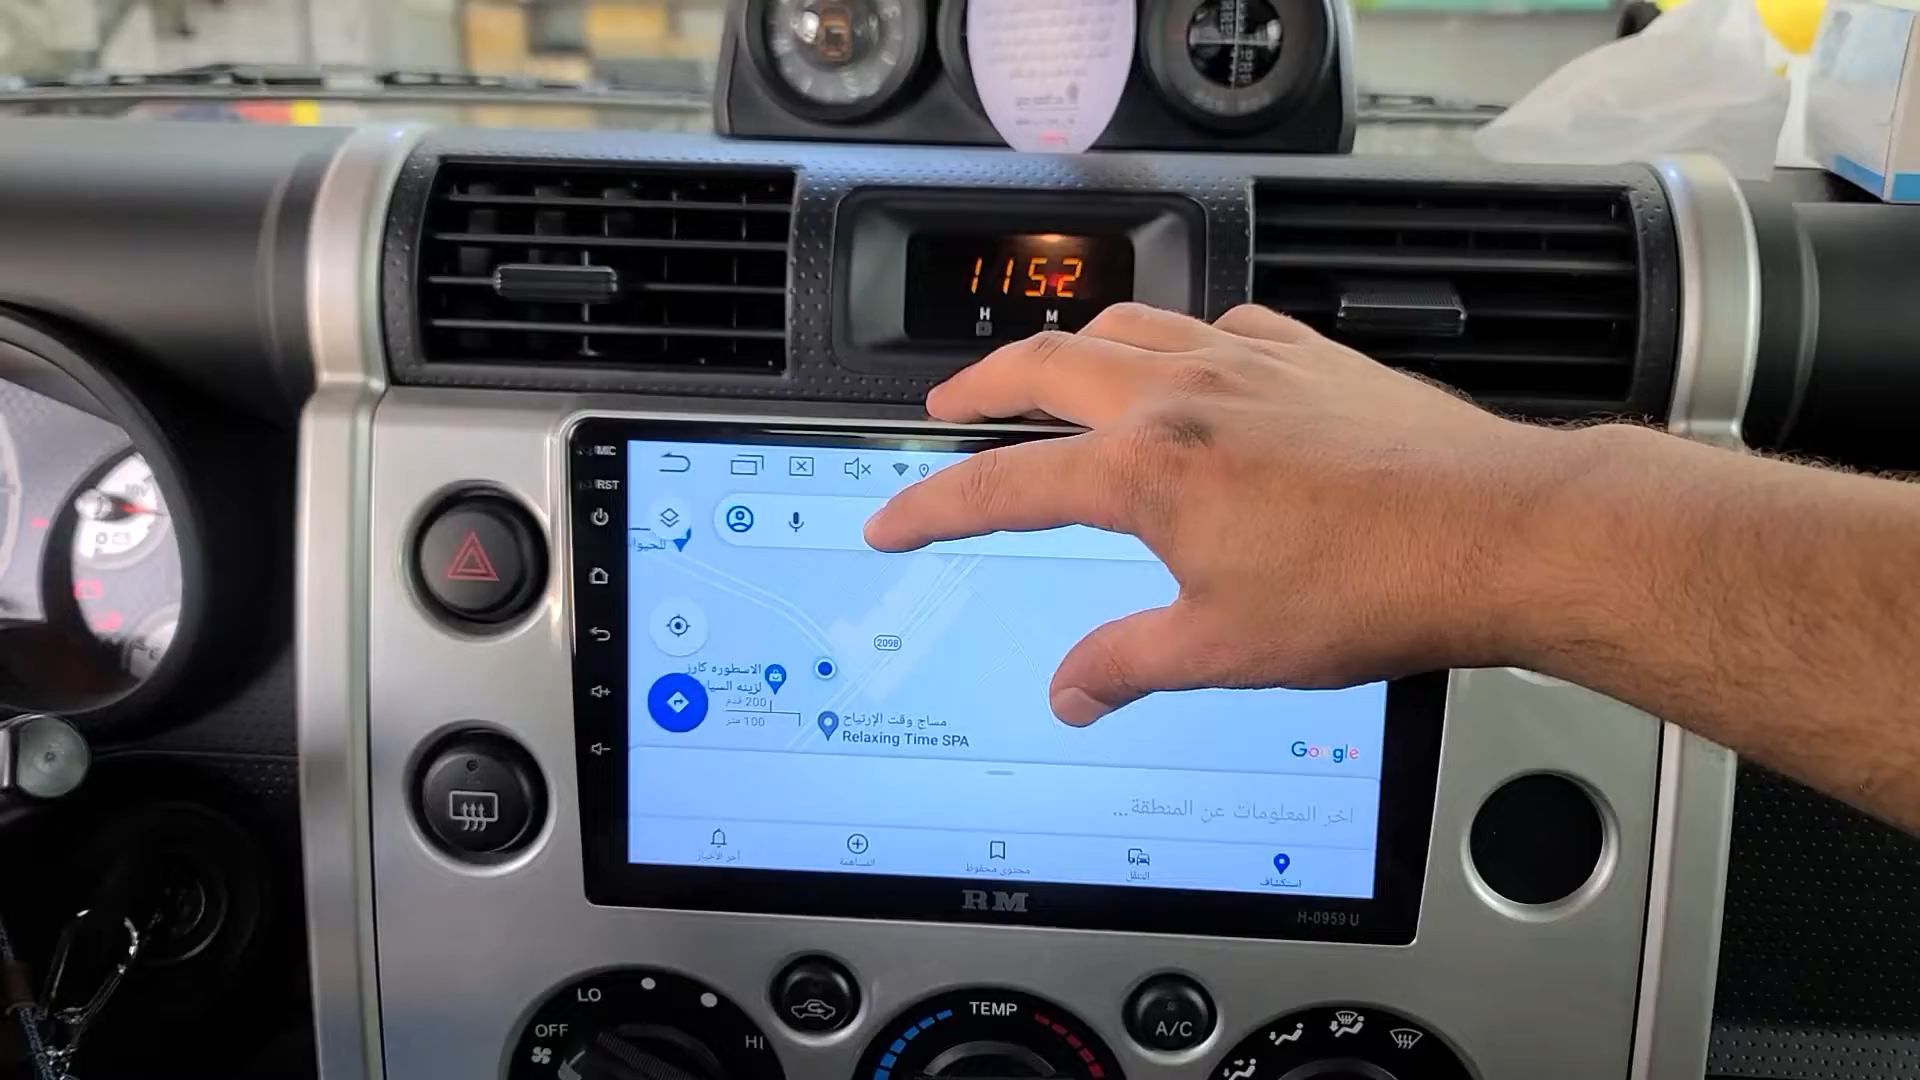 1152
H
M
MIC
RST
للحيوا
2098
الاسطوره كارز
لزينه السيا
200 قدم
100 متر
مساج وقت الإرتياح
Relaxing Time SPA
Google
اخر المعلومات عن المنطقة...
استكشاف
التنقل
محتوى محفوظ
المساهمة
آخر الأخبار
RM
H-0959 U
LO
OFF
HI
TEMP
A/C